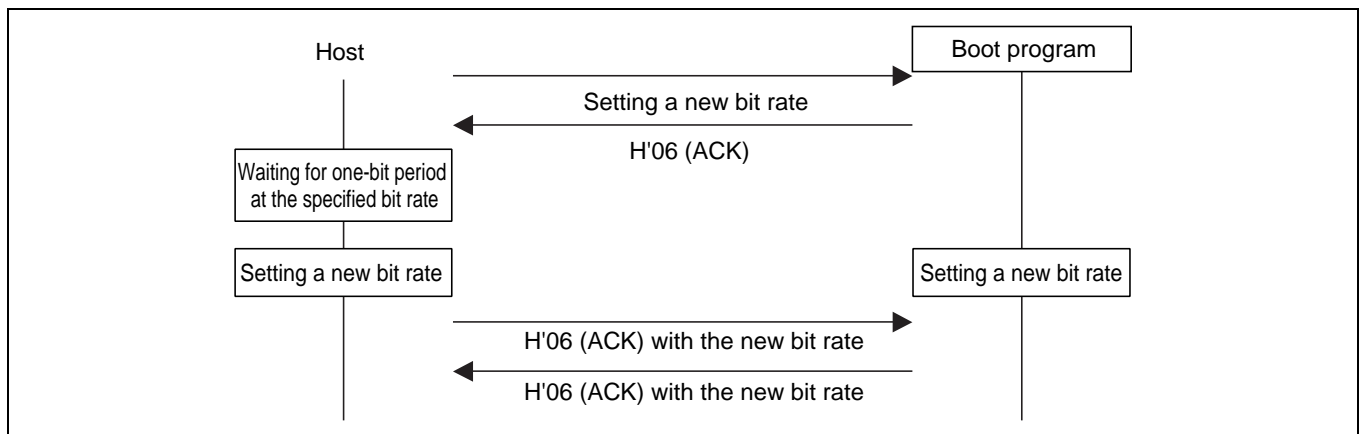 Host
Boot program
Setting a new bit rate
H'06 (ACK)
Waiting for one-bit period
at the specified bit rate
Setting a new bit rate
Setting a new bit rate
H'06 (ACK) with the new bit rate
H'06 (ACK) with the new bit rate